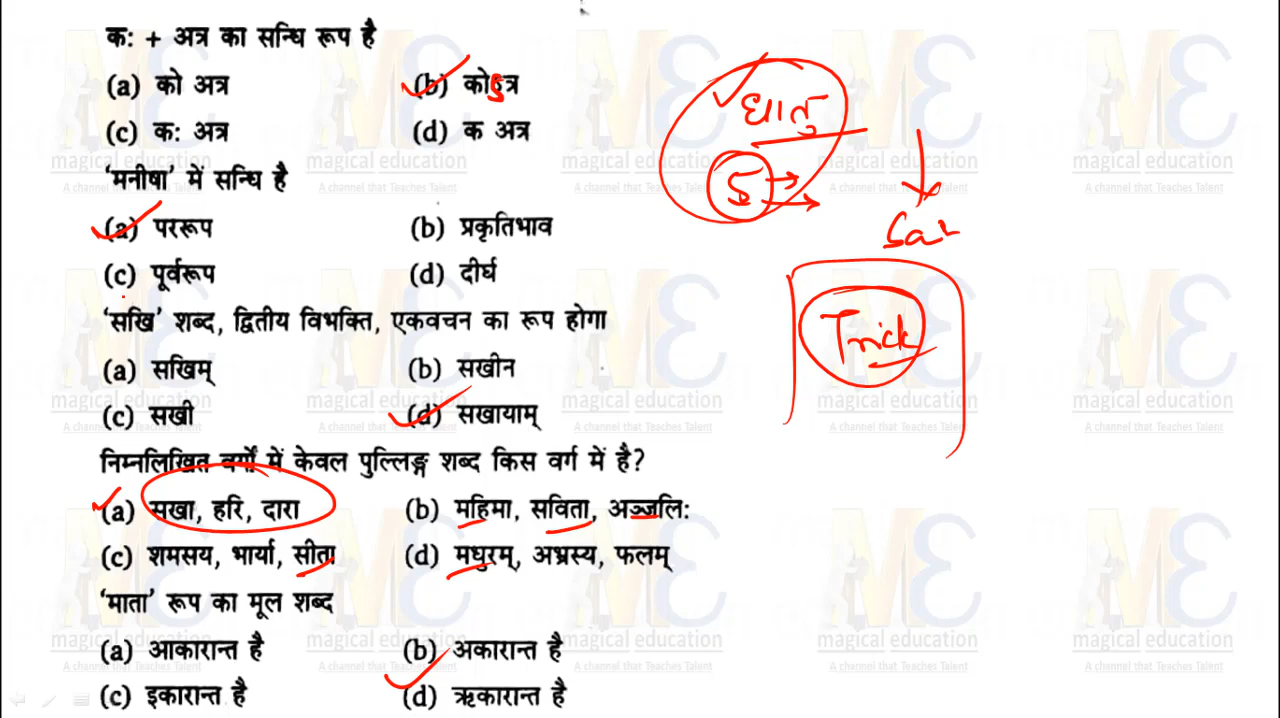 क: + अत्र का सन्धि रूप है
(a) को अत्र (b) कोऽत्र
(c) क: अत्र (d) क अत्र
‘मनीषा’ में सन्धि है
(a) पररूप (b) प्रकृतिभाव
(c) पूर्वरूप (d) दीर्घ
‘सखि’ शब्द, द्वितीय विभक्ति, एकवचन का रूप होगा
(a) सखिम् (b) सखीन
(c) सखी (d) सखायाम्
निम्नलिखित वर्गों में केवल पुल्लिङ्ग शब्द किस वर्ग में है?
(a) सखा, हरि, दारा (b) महिमा, सविता, अञ्जलि:
(c) शमसय, भार्या, सीता (d) मधुरम्, अभ्रस्य, फलम्
‘माता’ रूप का मूल शब्द
(a) आकारान्त है (b) अकारान्त है
(c) इकारान्त है (d) ऋकारान्त है
धातु
ऽ
Trick
magical education
A channel that Teaches Talent